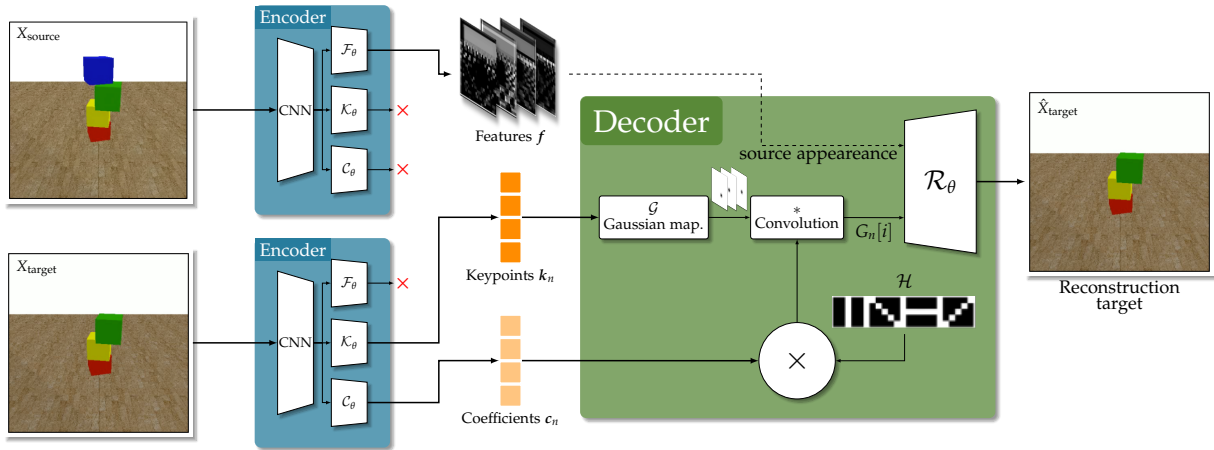 X_source
Encoder
CNN
F_θ
K_θ
C_θ
Features f
Decoder
source appeareance
R_θ
X̂_target
Keypoints k_n
G
Gaussian map.
*
Convolution
G_n[i]
H
×
Reconstruction
target
X_target
Encoder
CNN
F_θ
K_θ
C_θ
Coefficients c_n